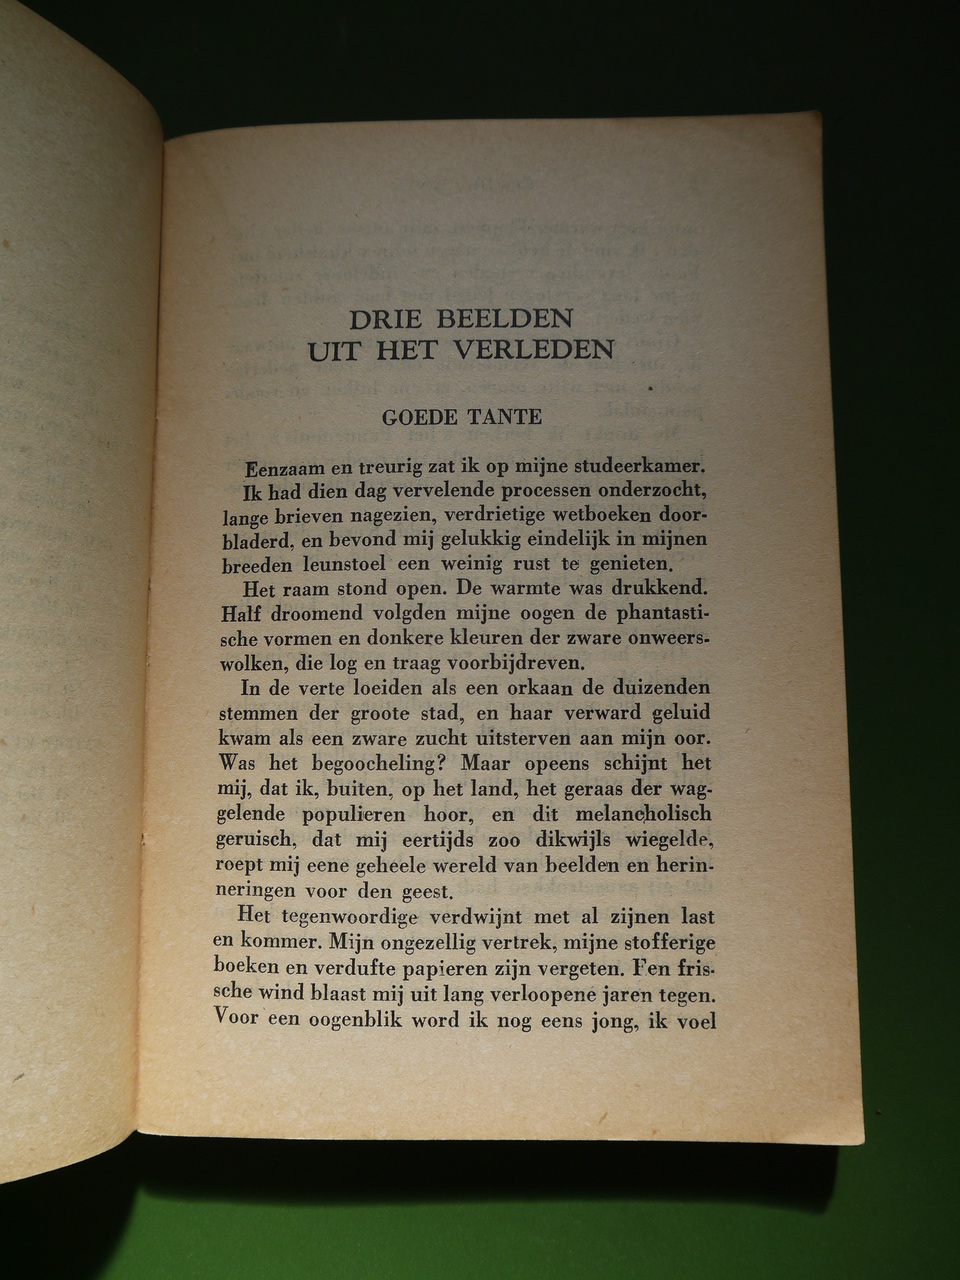 DRIE BEELDEN
UIT HET VERLEDEN
GOEDE TANTE
Eenzaam en treurig zat ik op mijne studeerkamer.
Ik had dien dag vervelende processen onderzocht,
lange brieven nagezien, verdrietige wetboeken door-
bladerd, en bevond mij gelukkig eindelijk in mijnen
breeden leunstoel een weinig rust te genieten.
Het raam stond open. De warmte was drukkend.
Half droomend volgden mijne oogen de phantasti-
sche vormen en donkere kleuren der zware onweers-
wolken, die log en traag voorbijdreven.
In de verte loeiden als een orkaan de duizenden
stemmen der groote stad, en haar verward geluid
kwam als een zware zucht uitsterven aan mijn oor.
Was het begoocheling? Maar opeens schijnt het
mij, dat ik, buiten, op het land, het geraas der wag-
gelende populieren hoor, en dit melancholisch
geruisch, dat mij eertijds zoo dikwijls wiegelde,
roept mij eene geheele wereld van beelden en herin-
neringen voor den geest.
Het tegenwoordige verdwijnt met al zijnen last
en kommer. Mijn ongezellig vertrek, mijne stofferige
boeken en verdufte papieren zijn vergeten. Een fris-
sche wind blaast mij uit lang verloopene jaren tegen.
Voor een oogenblik word ik nog eens jong, ik voel